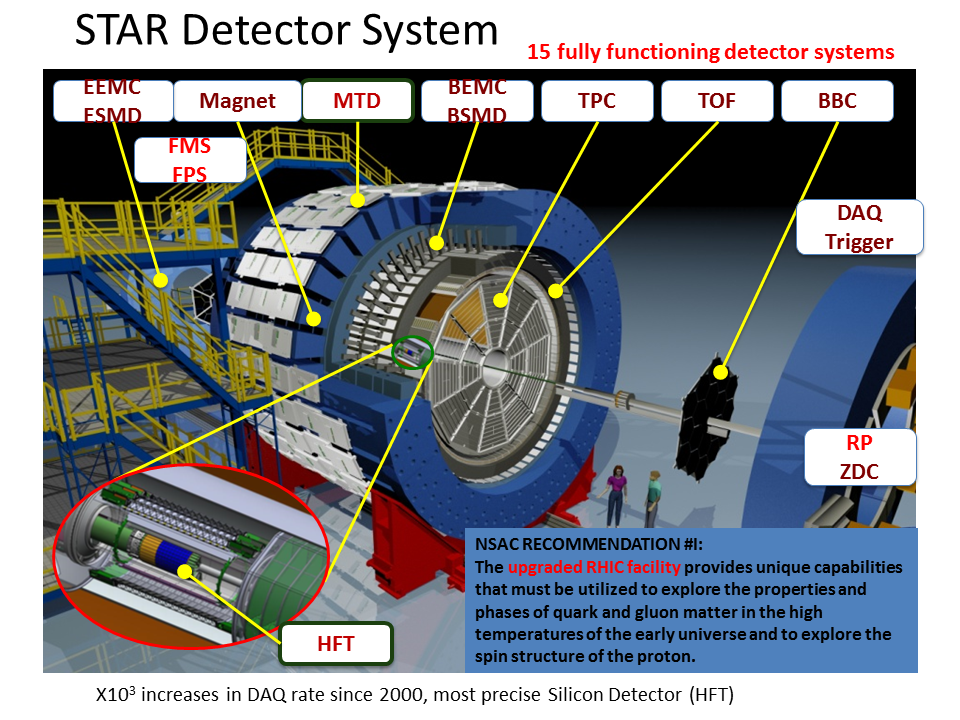 STAR Detector System
15 fully functioning detector systems
EEMC
ESMD
Magnet
MTD
BEMC
BSMD
TPC
TOF
BBC
FMS
FPS
DAQ
Trigger
RP
ZDC
HFT
NSAC RECOMMENDATION #I:
The upgraded RHIC facility provides unique capabilities
that must be utilized to explore the properties and
phases of quark and gluon matter in the high
temperatures of the early universe and to explore the
spin structure of the proton.
X10³ increases in DAQ rate since 2000, most precise Silicon Detector (HFT)